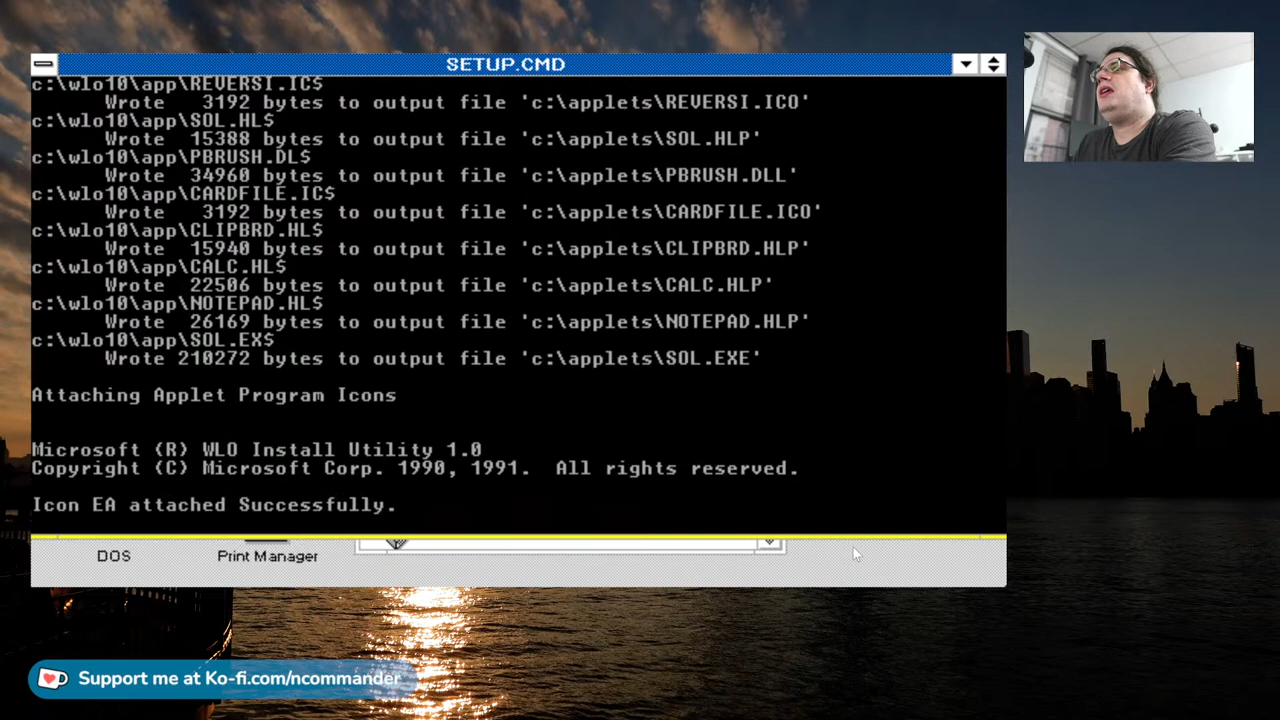 SETUP.CMD
c:\wlo10\app\REVERSI.IC$
Wrote 3192 bytes to output file 'c:\applets\REVERSI.ICO'
c:\wlo10\app\SOL.HL$
Wrote 15388 bytes to output file 'c:\applets\SOL.HLP'
c:\wlo10\app\PBRUSH.DL$
Wrote 34960 bytes to output file 'c:\applets\PBRUSH.DLL'
c:\wlo10\app\CARDFILE.IC$
Wrote 3192 bytes to output file 'c:\applets\CARDFILE.ICO'
c:\wlo10\app\CLIPBRD.HL$
Wrote 15940 bytes to output file 'c:\applets\CLIPBRD.HLP'
c:\wlo10\app\CALC.HL$
Wrote 22506 bytes to output file 'c:\applets\CALC.HLP'
c:\wlo10\app\NOTEPAD.HL$
Wrote 26169 bytes to output file 'c:\applets\NOTEPAD.HLP'
c:\wlo10\app\SOL.EX$
Wrote 210272 bytes to output file 'c:\applets\SOL.EXE'
Attaching Applet Program Icons
Microsoft (R) WLO Install Utility 1.0
Copyright (C) Microsoft Corp. 1990, 1991.  All rights reserved.
Icon EA attached Successfully.
DOS Print Manager
Support me at Ko-fi.com/ncommander